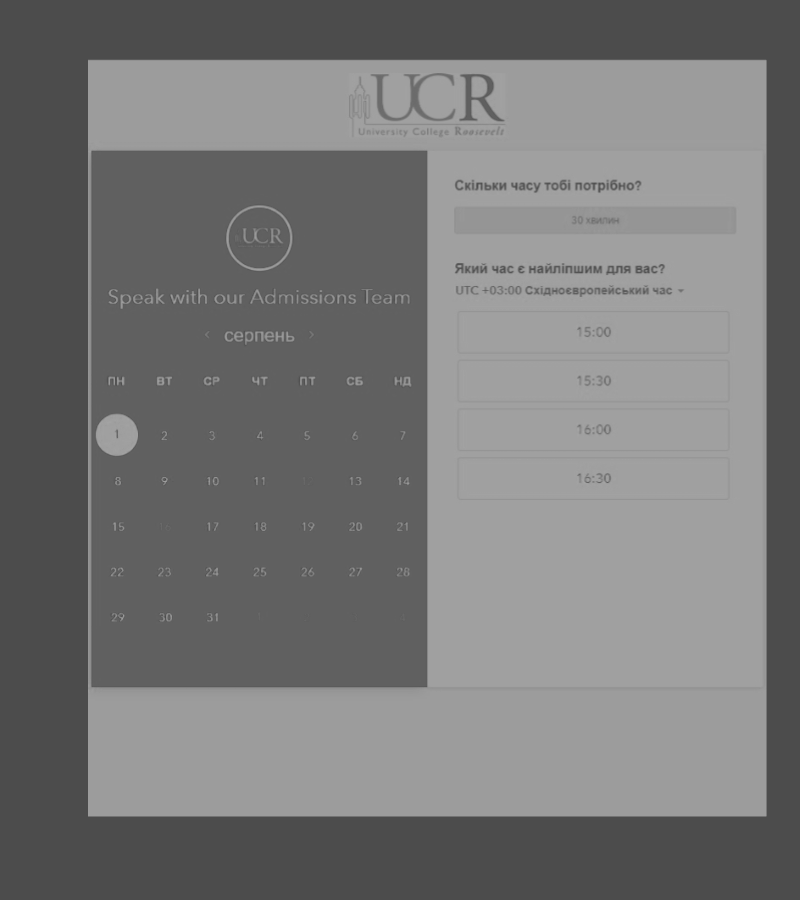 UCR
University College Roosevelt
UCR
Speak with our Admissions Team
‹ серпень ›
ПН ВТ СР ЧТ ПТ СБ НД
1 2 3 4 5 6 7
8 9 10 11 13 14
15 17 18 19 20 21
22 23 24 25 26 27 28
29 30 31
Скільки часу тобі потрібно?
30 хвилин
Який час є найліпшим для вас?
UTC +03:00 Східноєвропейський час
15:00
15:30
16:00
16:30